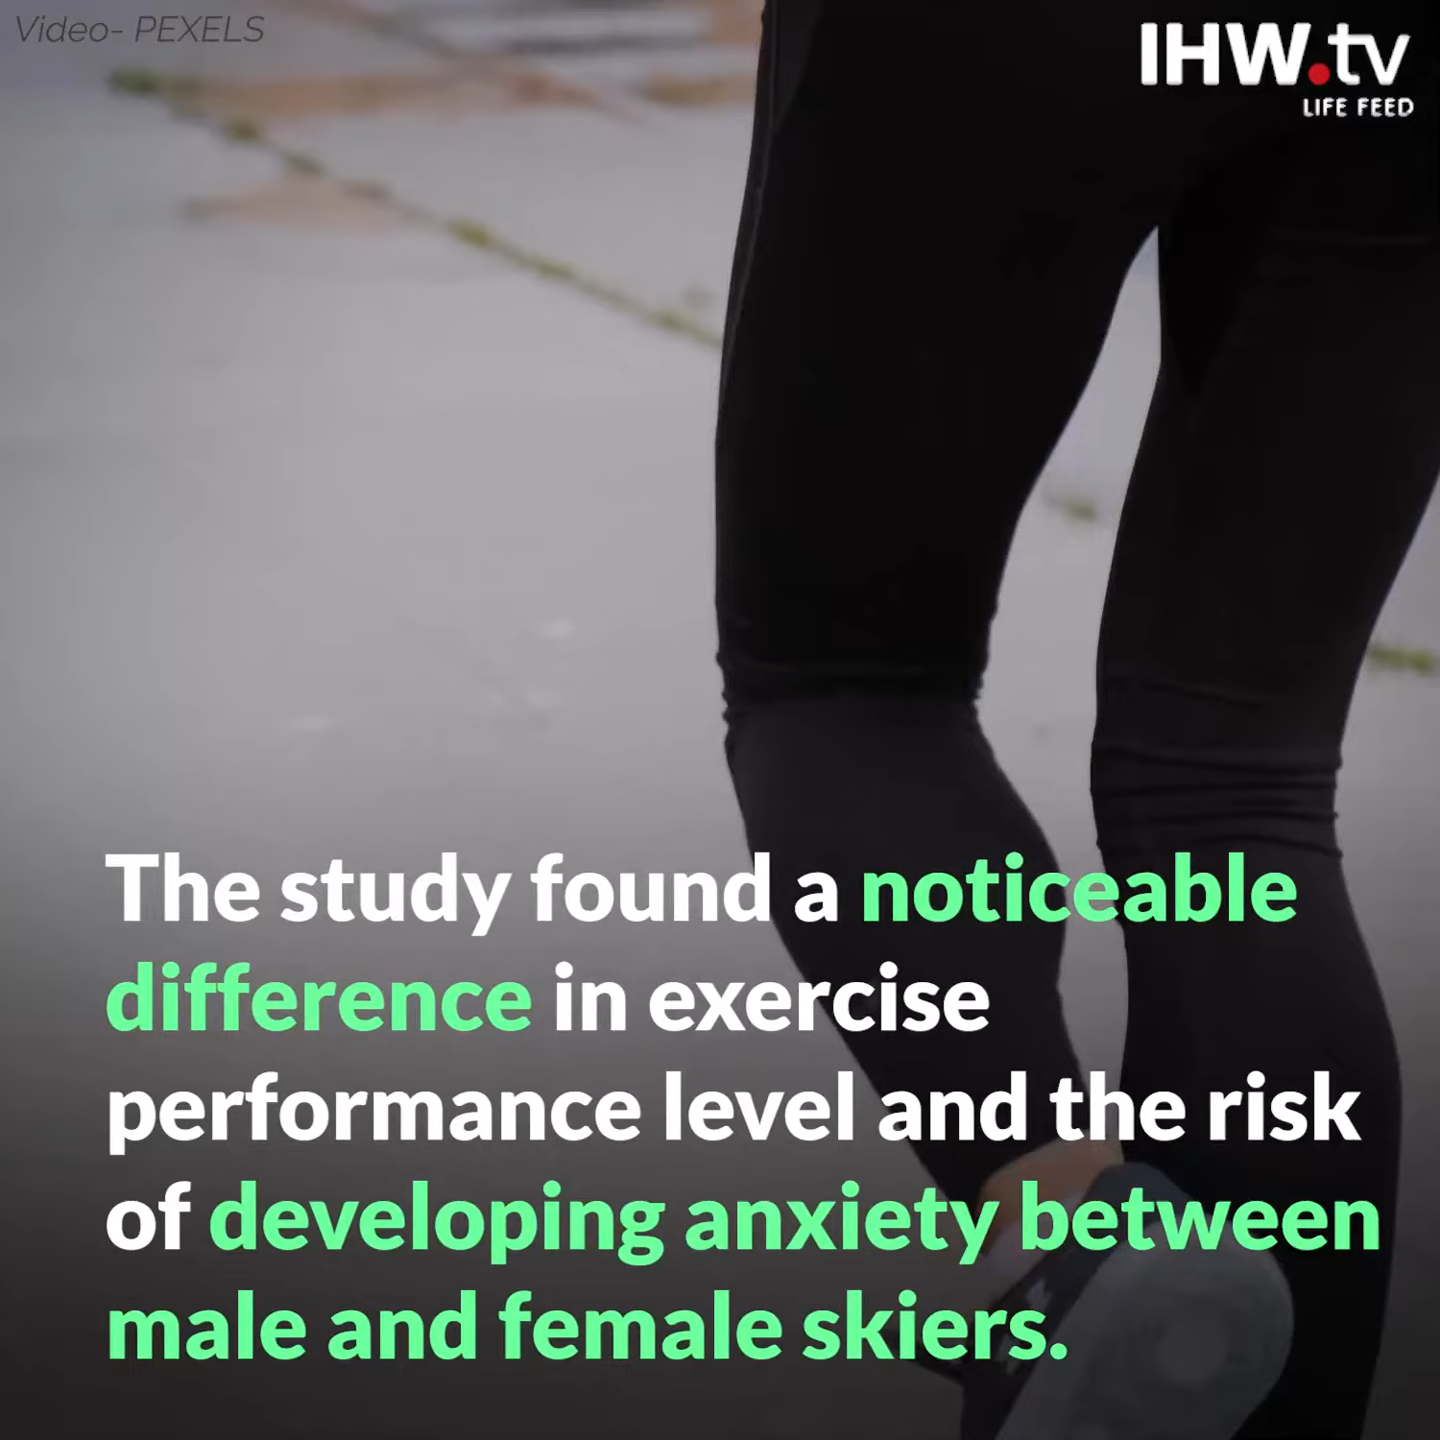 Video- PEXELS
IHW.tv
LIFE FEED
The study found a noticeable
difference in exercise
performance level and the risk
of developing anxiety between
male and female skiers.